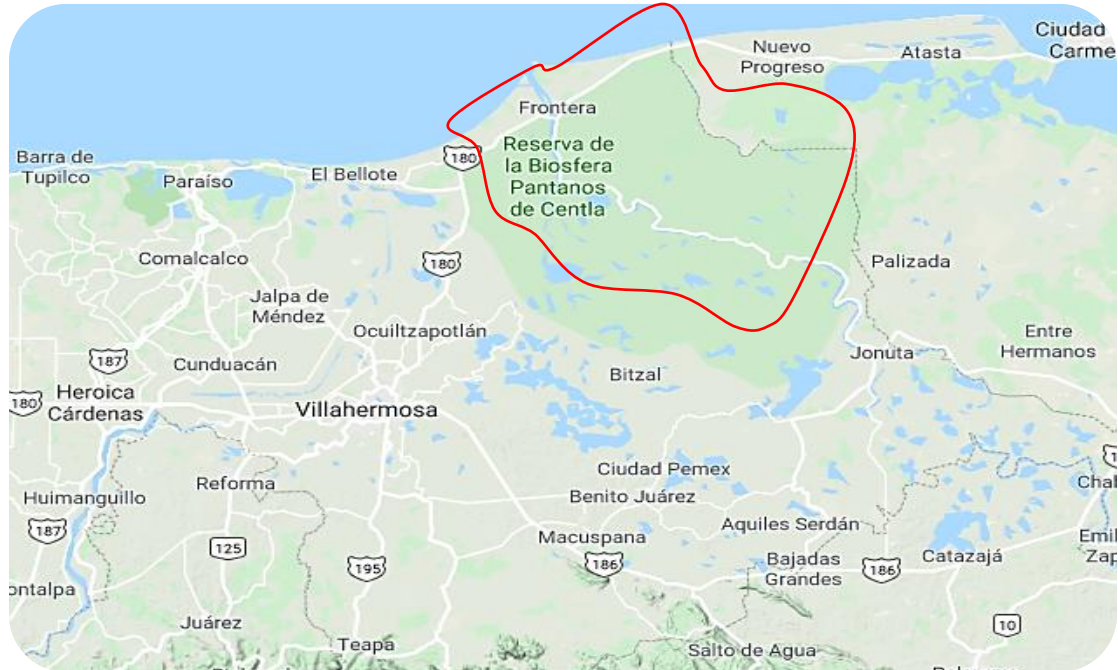 Ciudad
Carme
Nuevo
Progreso
Atasta
Frontera
Reserva de
la Biosfera
Pantanos
de Centla
180
Barra de
Tupilco
Paraíso
El Bellote
Comalcalco
180
Palizada
Jalpa de
Méndez
Ocuiltzapotlán
Entre
Hermanos
187
Cunduacán
Jonuta
Bitzal
Heroica
Cárdenas
180
Villahermosa
Ciudad Pemex
Reforma
Huimanguillo
Benito Juárez
Chal
187
Aquiles Serdán
Macuspana
125
195
186
Bajadas
Grandes
186
Catazajá
Emil
Zap
ontalpa
Juárez
10
Teapa
Salto de Agua